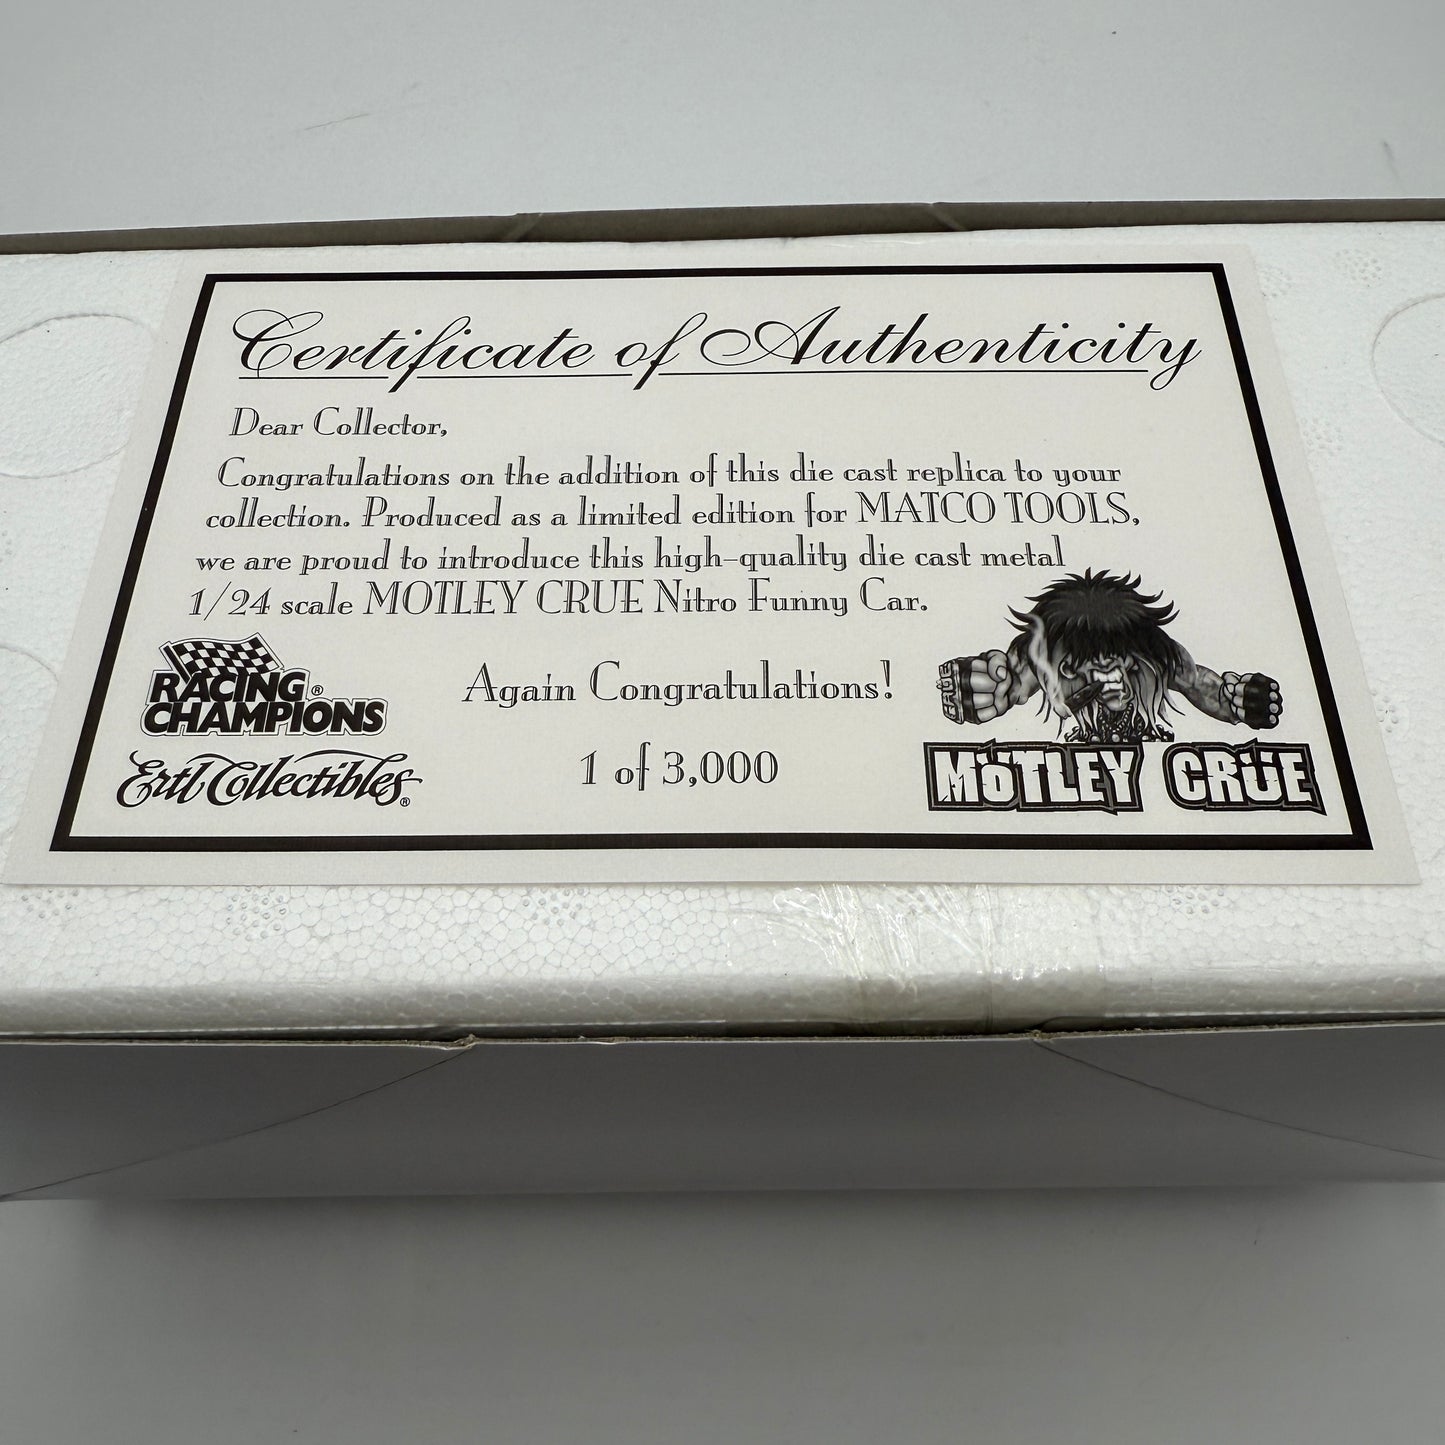 Certificate of Authenticity
Dear Collector,
Congratulations on the addition of this die cast replica to your
collection. Produced as a limited edition for MATCO TOOLS,
we are proud to introduce this high-quality die cast metal
1/24 scale MOTLEY CRUE Nitro Funny Car.
RACING
CHAMPIONS®
Ertl Collectibles®
Again Congratulations!
1 of 3,000
CRÜE
MÖTLEY CRÜE